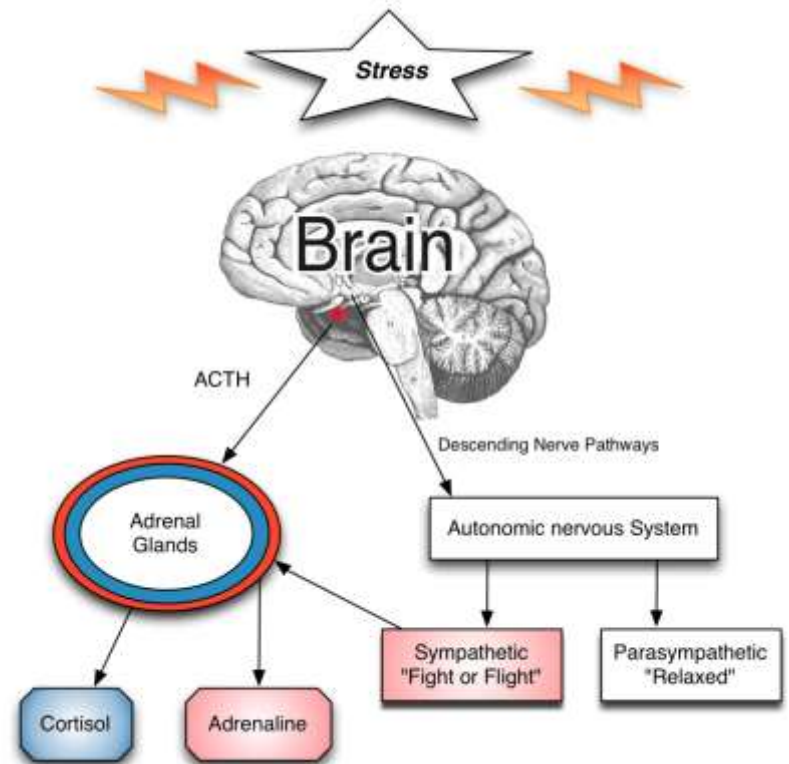 Stress
Brain
ACTH
Descending Nerve Pathways
Adrenal
Glands
Autonomic nervous System
Sympathetic
"Fight or Flight"
Parasympathetic
"Relaxed"
Cortisol
Adrenaline